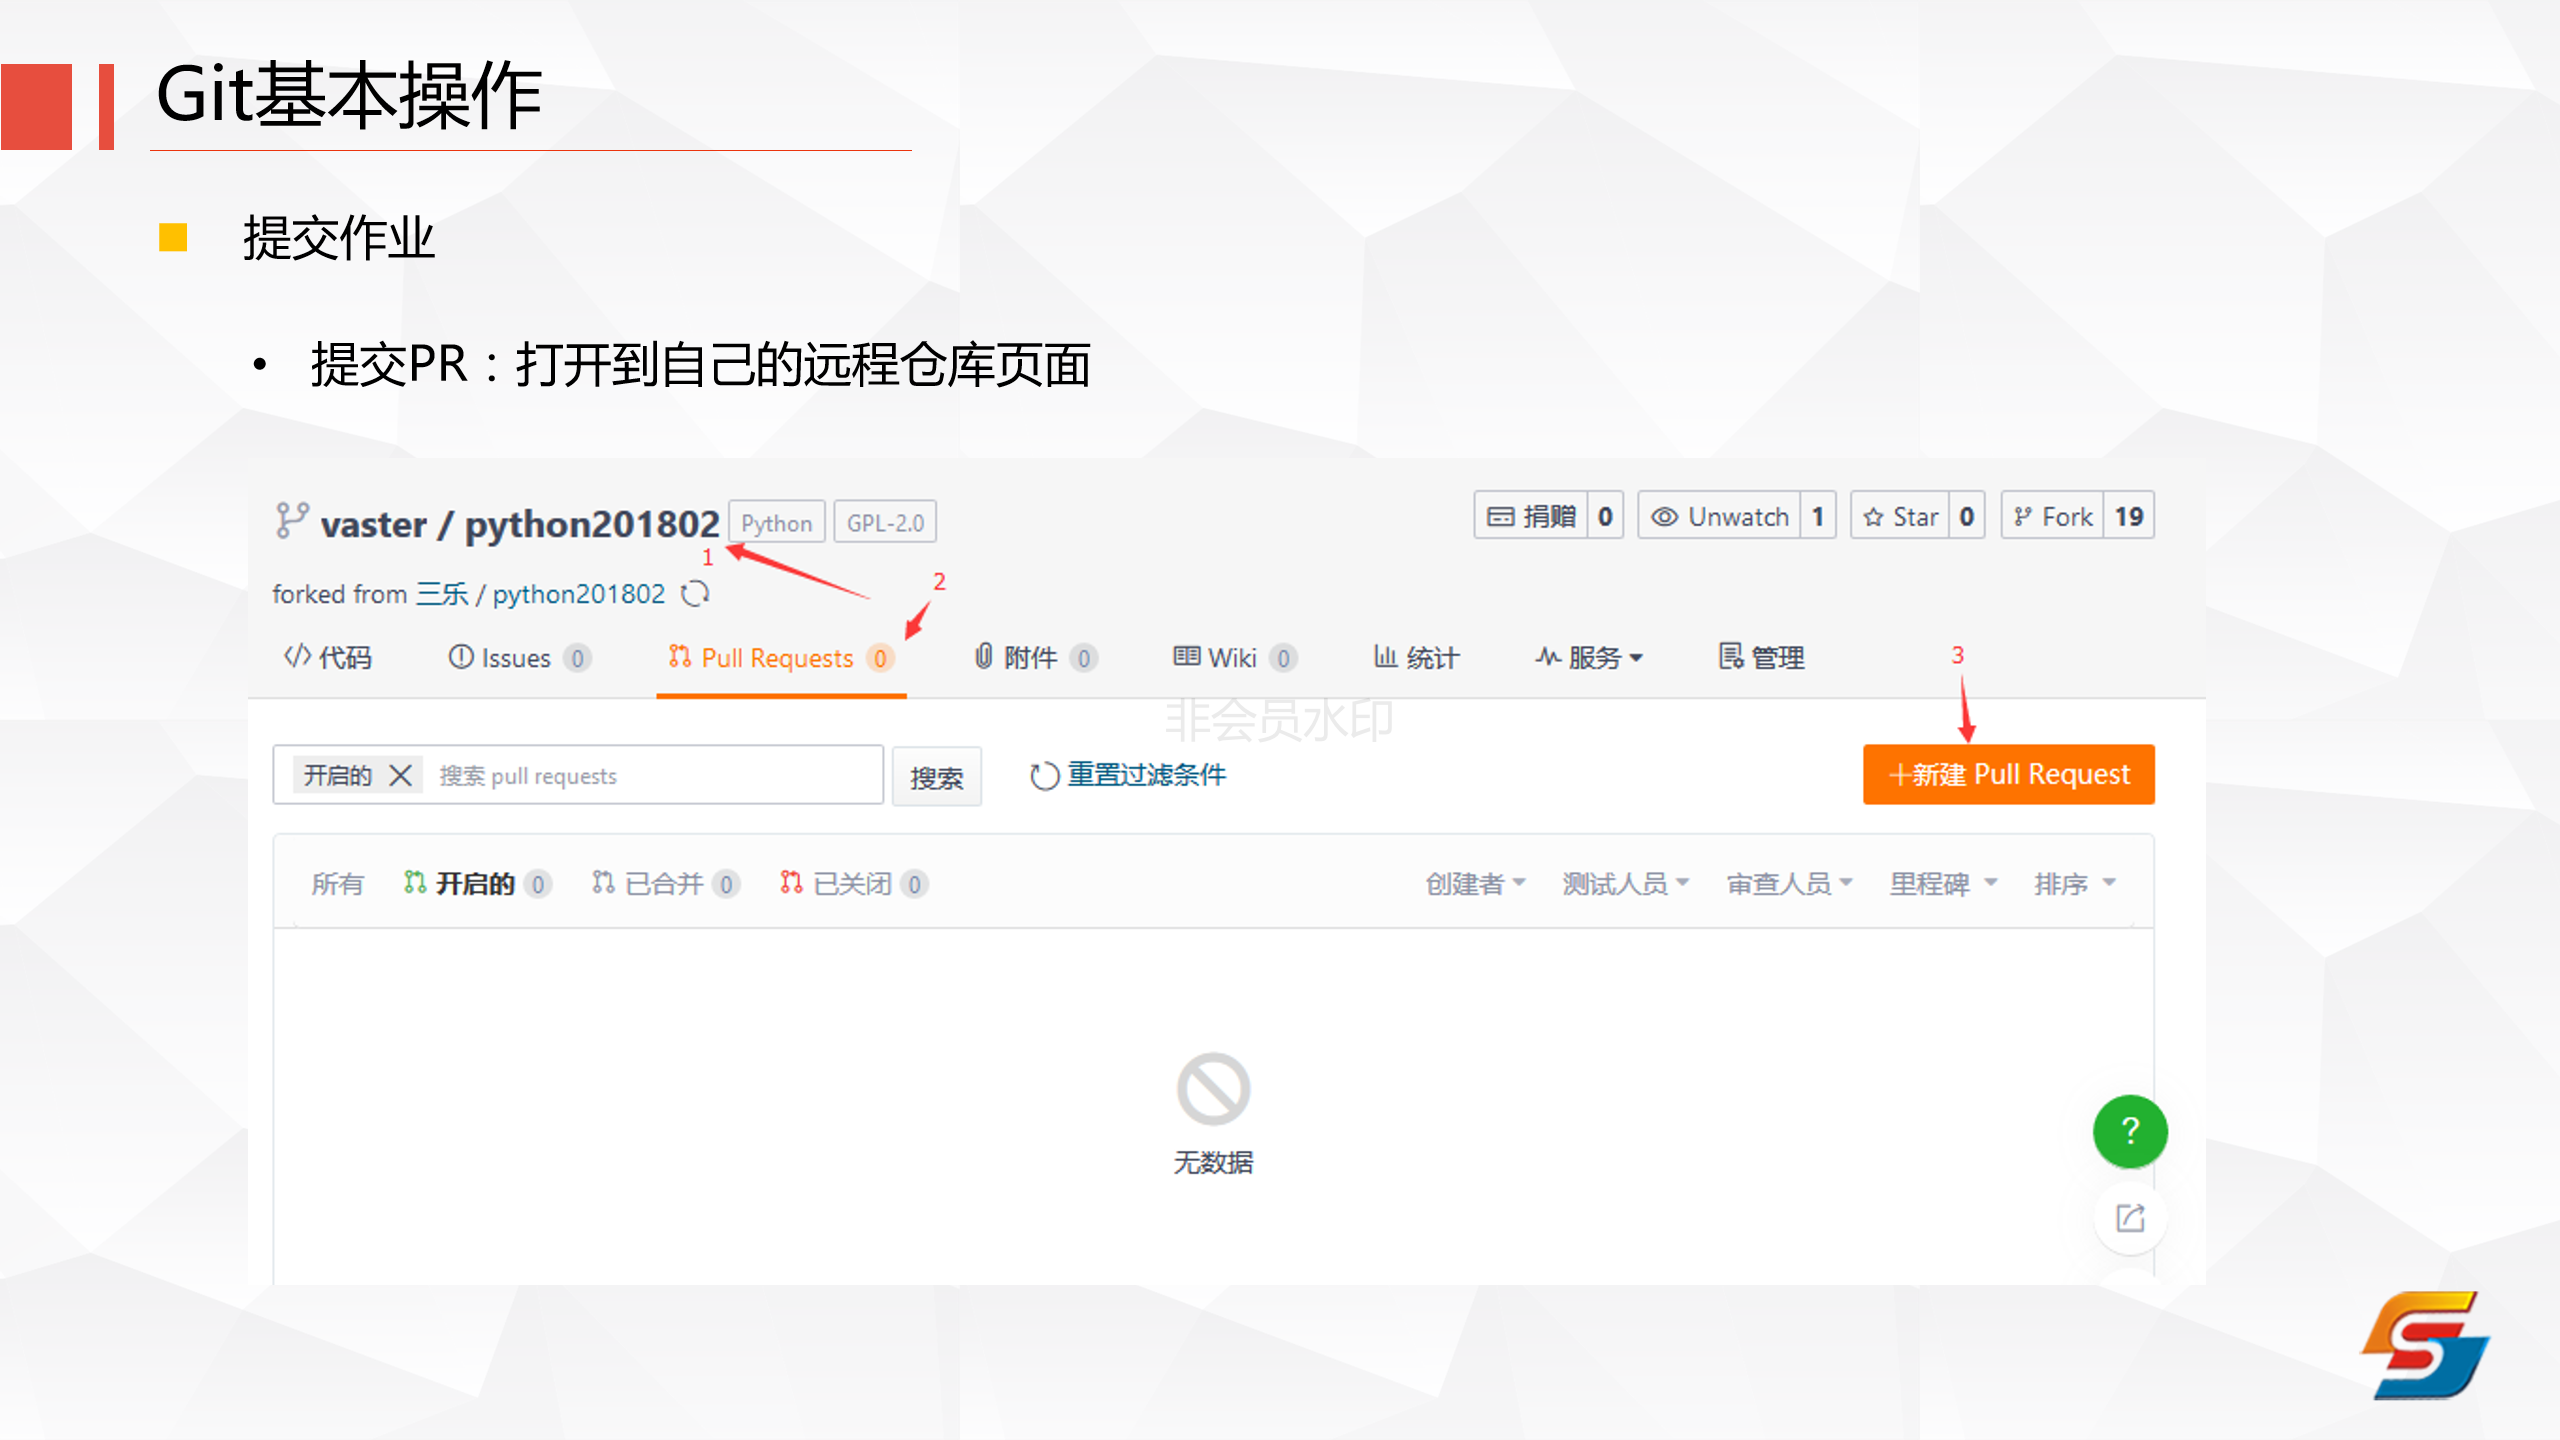 Git基本操作
提交作业
• 提交PR：打开到自己的远程仓库页面
vaster / python201802 Python GPL-2.0 捐赠 0 Unwatch 1 Star 0 Fork 19
1
2
forked from 三乐 / python201802
</> 代码 Issues 0 Pull Requests 0 附件 0 Wiki 0 统计 服务 管理
3
非会员水印
开启的 × 搜索 pull requests 搜索 重置过滤条件 +新建 Pull Request
所有 开启的 0 已合并 0 已关闭 0 创建者 测试人员 审查人员 里程碑 排序
无数据
?